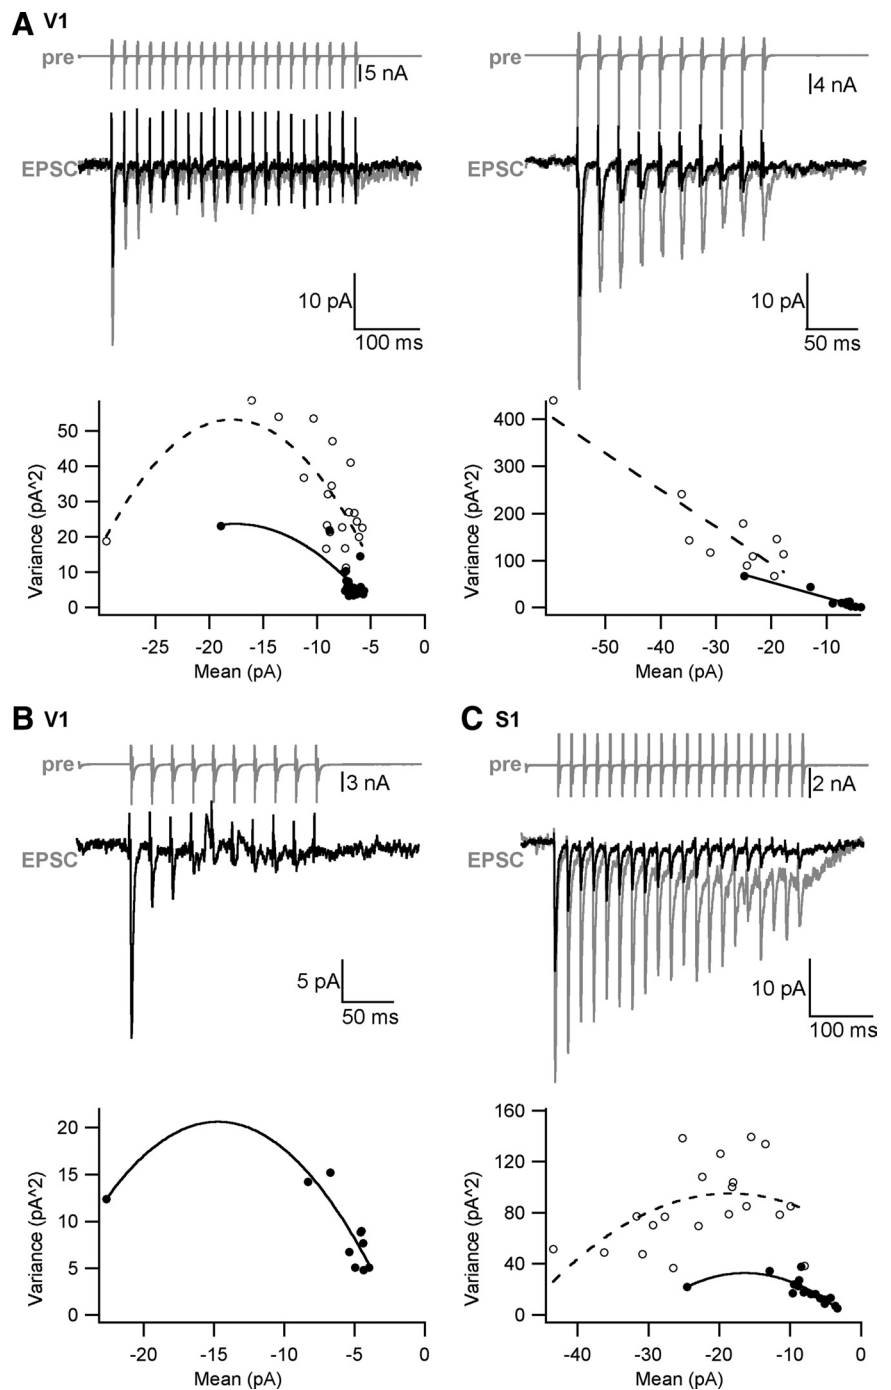 A V1
pre
5 nA
EPSC
10 pA
100 ms
pre
4 nA
EPSC
10 pA
50 ms
Variance (pA^2)
50
40
30
20
10
0
-25 -20 -15 -10 -5 0
Mean (pA)
Variance (pA^2)
400
300
200
100
0
-50 -40 -30 -20 -10
Mean (pA)
B V1
pre
3 nA
EPSC
5 pA
50 ms
C S1
pre
2 nA
EPSC
10 pA
100 ms
Variance (pA^2)
20
15
10
5
0
-20 -15 -10 -5 0
Mean (pA)
Variance (pA^2)
160
120
80
40
0
-40 -30 -20 -10 0
Mean (pA)